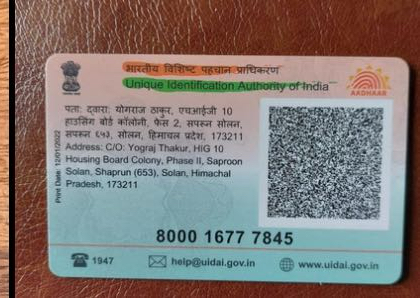 भारतीय विशिष्ट पहचान प्राधिकरण
Unique Identification Authority of India
AADHAAR
पता: द्वारा: योगराज ठाकुर, एचआईजी 10
हाउसिंग बोर्ड कॉलोनी, फेस 2, सपरून सोलन,
सपरून ६५३, सोलन, हिमाचल प्रदेश, 173211
Address: C/O: Yograj Thakur, HIG 10
Housing Board Colony, Phase II, Saproon
Solan, Shaprun (653), Solan, Himachal
Pradesh, 173211
Print Date: 12/01/2022
8000 1677 7845
1947
help@uidai.gov.in
www.uidai.gov.in